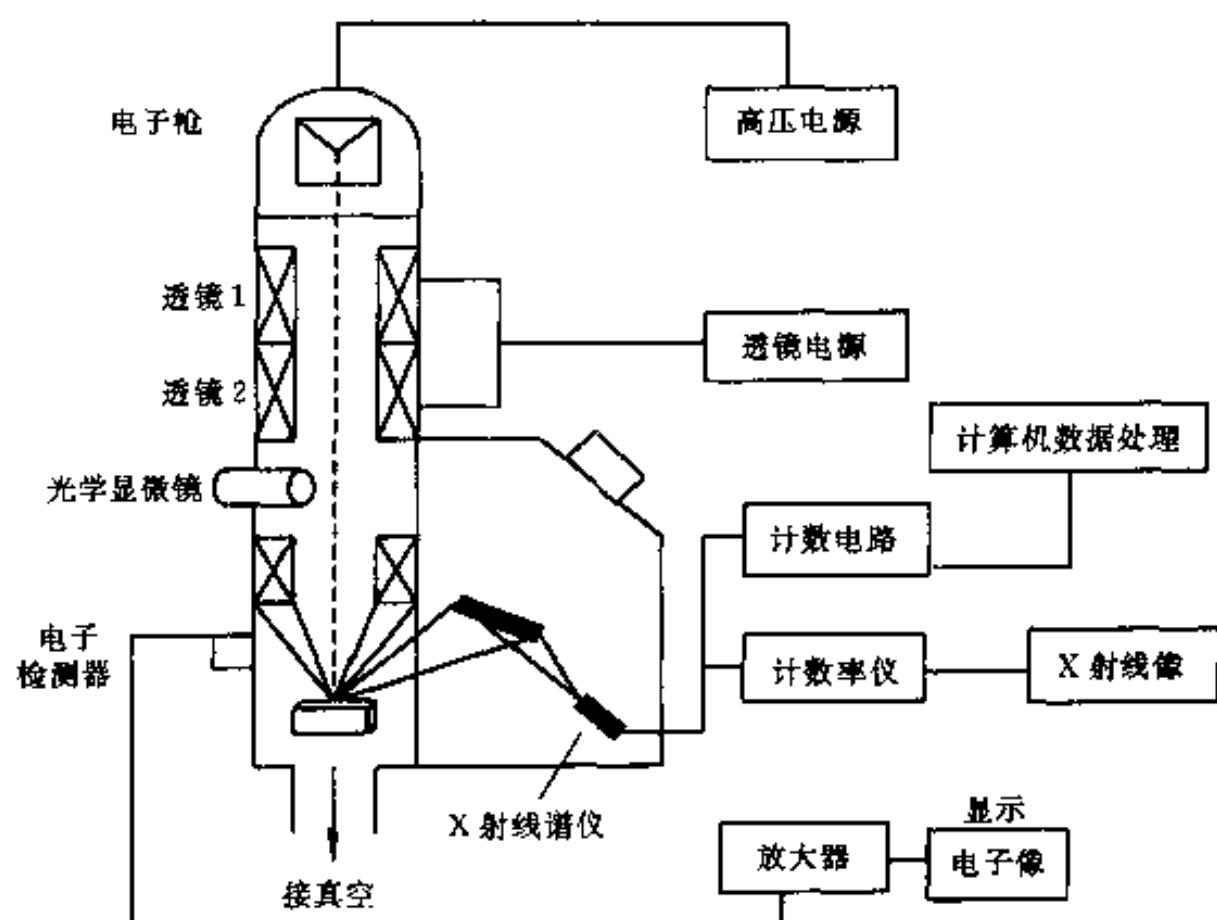 电子枪
高压电源
透镜1
透镜电源
透镜2
计算机数据处理
光学显微镜
计数电路
电子
检测器
计数率仪
X射线像
X射线谱仪
显示
放大器
电子像
接真空